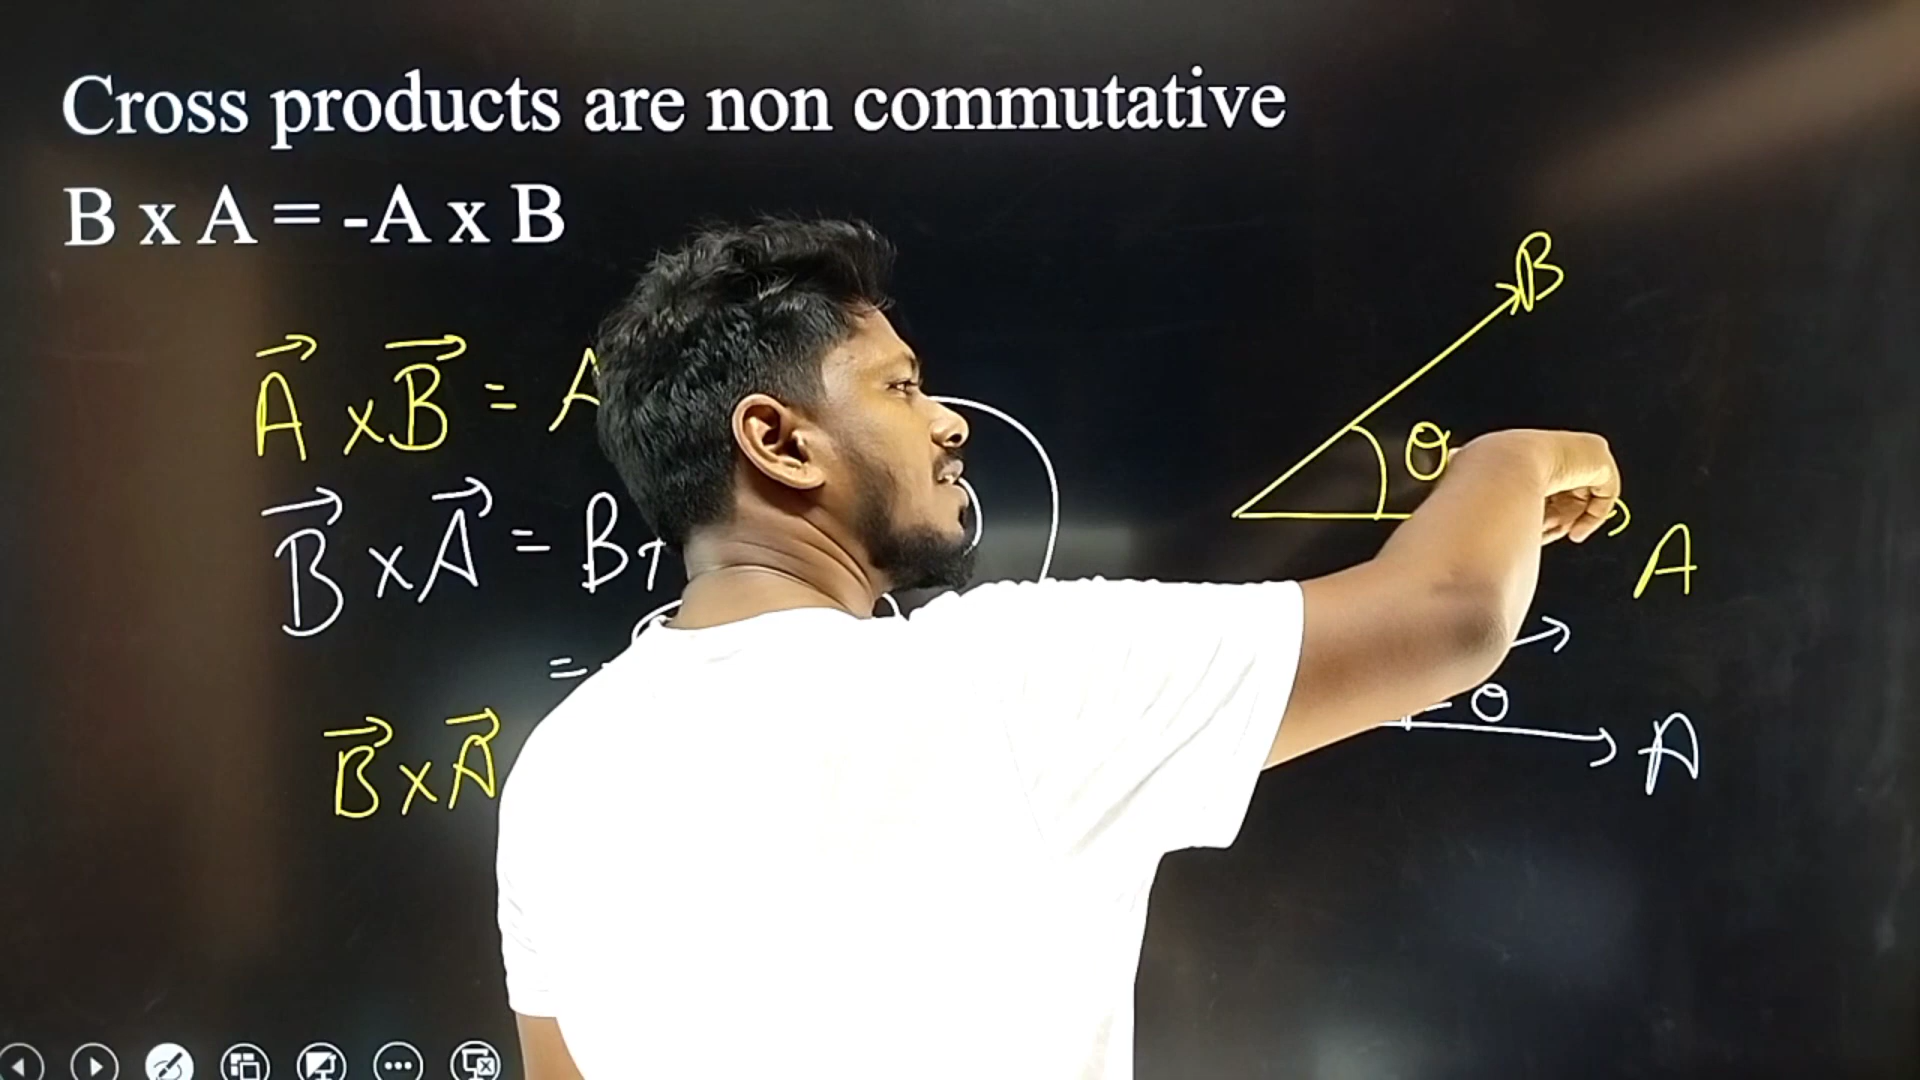 Cross products are non commutative
B x A = -A x B
B
A⃗ x B⃗ = A
θ
A
B⃗ x A⃗ = B
=
-θ
A
B⃗ x A⃗